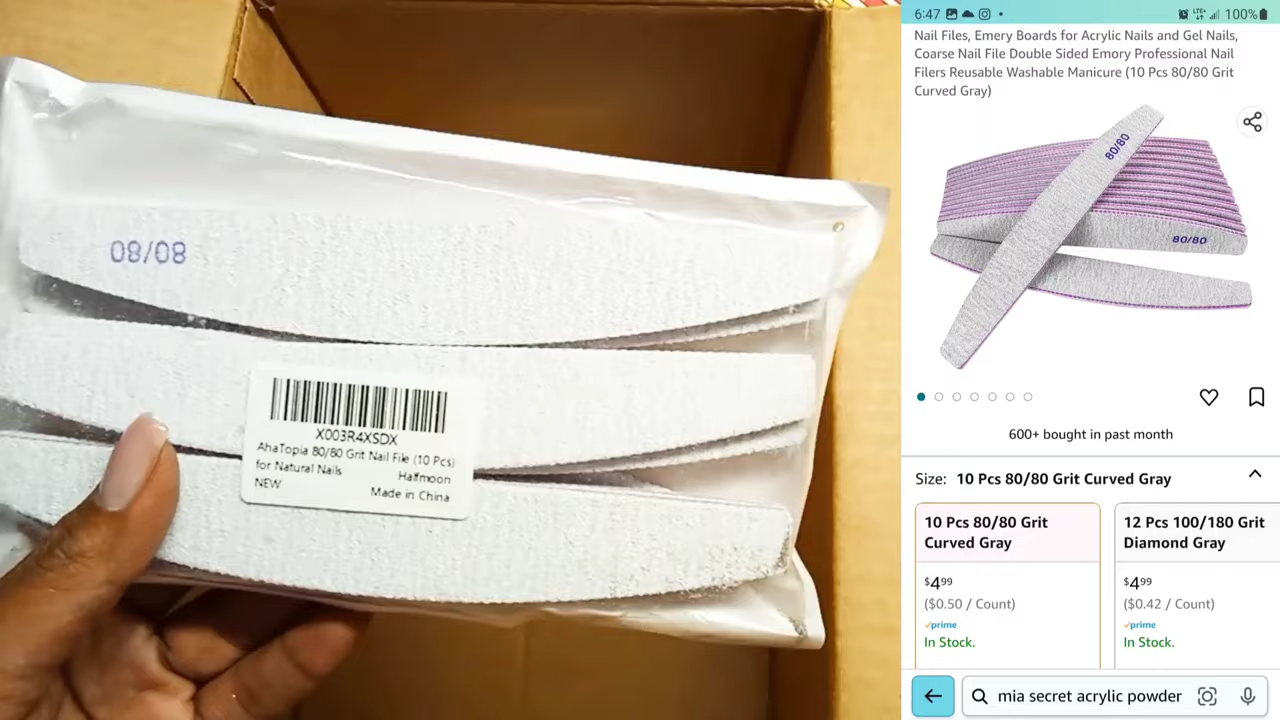 80/80
X003R4XSDX
AhaTopia 80/80 Grit Nail File (10 Pcs)
for Natural Nails Halfmoon
NEW
Made in China
6:47
LTE+
100%
Nail Files, Emery Boards for Acrylic Nails and Gel Nails,
Coarse Nail File Double Sided Emory Professional Nail
Filers Reusable Washable Manicure (10 Pcs 80/80 Grit
Curved Gray)
80/80
80/80
600+ bought in past month
Size: 10 Pcs 80/80 Grit Curved Gray
10 Pcs 80/80 Grit
Curved Gray
$4.99
($0.50 / Count)
prime
In Stock.
12 Pcs 100/180 Grit
Diamond Gray
$4.99
($0.42 / Count)
prime
In Stock.
mia secret acrylic powder